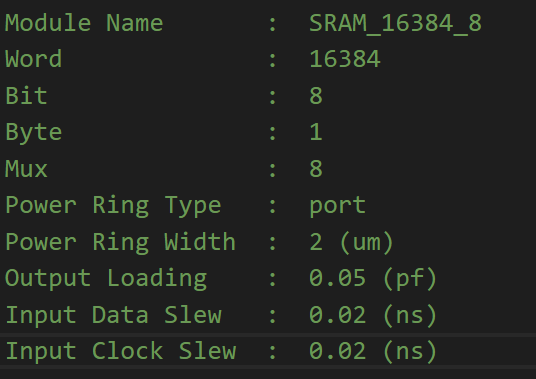 Module Name : SRAM_16384_8
Word : 16384
Bit : 8
Byte : 1
Mux : 8
Power Ring Type : port
Power Ring Width : 2 (um)
Output Loading : 0.05 (pf)
Input Data Slew : 0.02 (ns)
Input Clock Slew : 0.02 (ns)